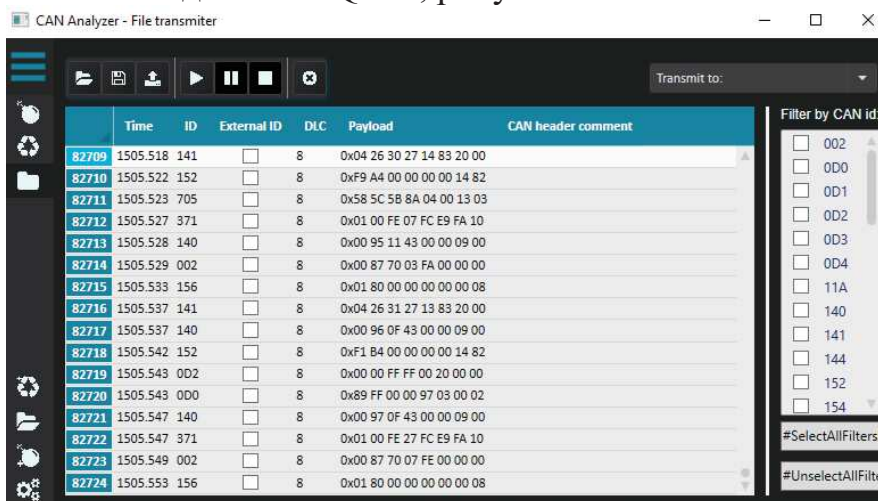 CAN Analyzer - File transmiter
Transmit to:
Time ID External ID DLC Payload CAN header comment
82709 1505.518 141 8 0x04 26 30 27 14 83 20 00
82710 1505.522 152 8 0xF9 A4 00 00 00 00 14 82
82711 1505.523 705 8 0x58 5C 5B 8A 04 00 13 03
82712 1505.527 371 8 0x01 00 FE 07 FC E9 FA 10
82713 1505.528 140 8 0x00 95 11 43 00 00 09 00
82714 1505.529 002 8 0x00 87 70 03 FA 00 00 00
82715 1505.533 156 8 0x01 80 00 00 00 00 00 08
82716 1505.537 141 8 0x04 26 31 27 13 83 20 00
82717 1505.537 140 8 0x00 96 0F 43 00 00 09 00
82718 1505.542 152 8 0xF1 B4 00 00 00 00 14 82
82719 1505.543 0D2 8 0x00 00 FF FF 00 20 00 00
82720 1505.543 0D0 8 0x89 FF 00 00 97 03 00 02
82721 1505.547 140 8 0x00 97 0F 43 00 00 09 00
82722 1505.547 371 8 0x01 00 FE 27 FC E9 FA 10
82723 1505.549 002 8 0x00 87 70 07 FE 00 00 00
82724 1505.553 156 8 0x01 80 00 00 00 00 00 08
Filter by CAN id:
002
0D0
0D1
0D2
0D3
0D4
11A
140
141
144
152
154
#SelectAllFilters
#UnselectAllFilte